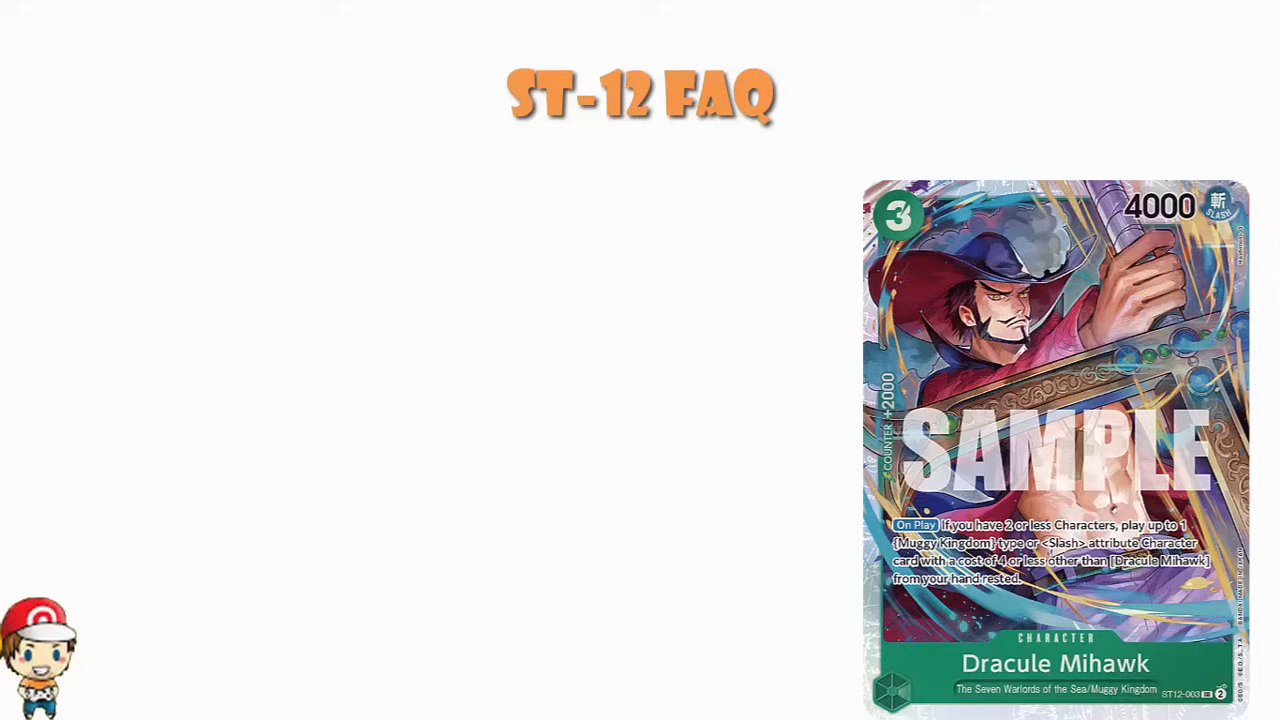 ST-12 FAQ
3
4000
斬
SLASH
COUNTER +2000
SAMPLE
On Play If you have 2 or less Characters, play up to 1
{Muggy Kingdom} type or <Slash> attribute Character
card with a cost of 4 or less other than [Dracule Mihawk]
from your hand rested.
CHARACTER
Dracule Mihawk
The Seven Warlords of the Sea/Muggy Kingdom
ST12-003 SR 2